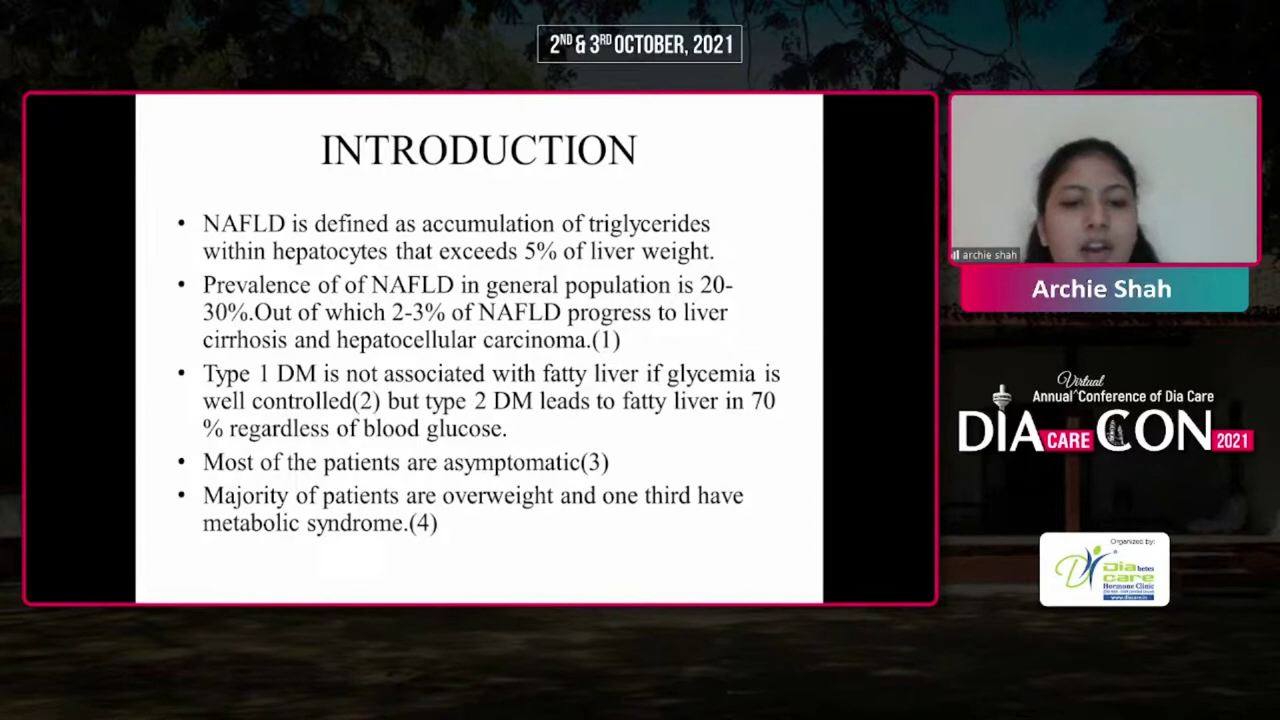 2ND & 3RD OCTOBER, 2021
INTRODUCTION
• NAFLD is defined as accumulation of triglycerides
within hepatocytes that exceeds 5% of liver weight.
• Prevalence of of NAFLD in general population is 20-
30%.Out of which 2-3% of NAFLD progress to liver
cirrhosis and hepatocellular carcinoma.(1)
• Type 1 DM is not associated with fatty liver if glycemia is
well controlled(2) but type 2 DM leads to fatty liver in 70
% regardless of blood glucose.
• Most of the patients are asymptomatic(3)
• Majority of patients are overweight and one third have
metabolic syndrome.(4)
archie shah
Archie Shah
Virtual
Annual^Conference of Dia Care
DIA CARE CON 2021
Organized by:
Diabetes
care
Hormone Clinic
www.diacare.in